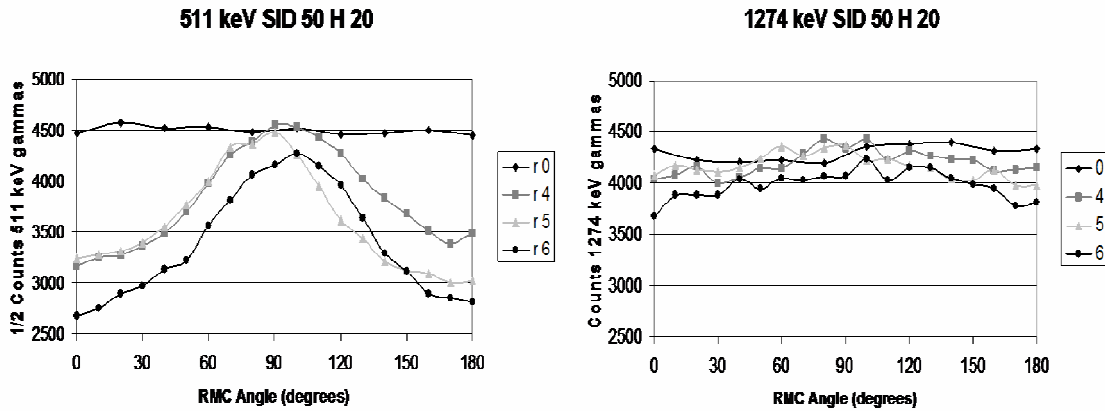 511 keV SID 50 H 20
1/2 Counts 511 keV gammas
5000
4500
4000
3500
3000
2500
0 30 60 90 120 150 180
RMC Angle (degrees)
r 0
r 4
r 5
r 6
1274 keV SID 50 H 20
Counts 1274 keV gammas
5000
4500
4000
3500
3000
2500
0 30 60 90 120 150 180
RMC Angle (degrees)
0
4
5
6